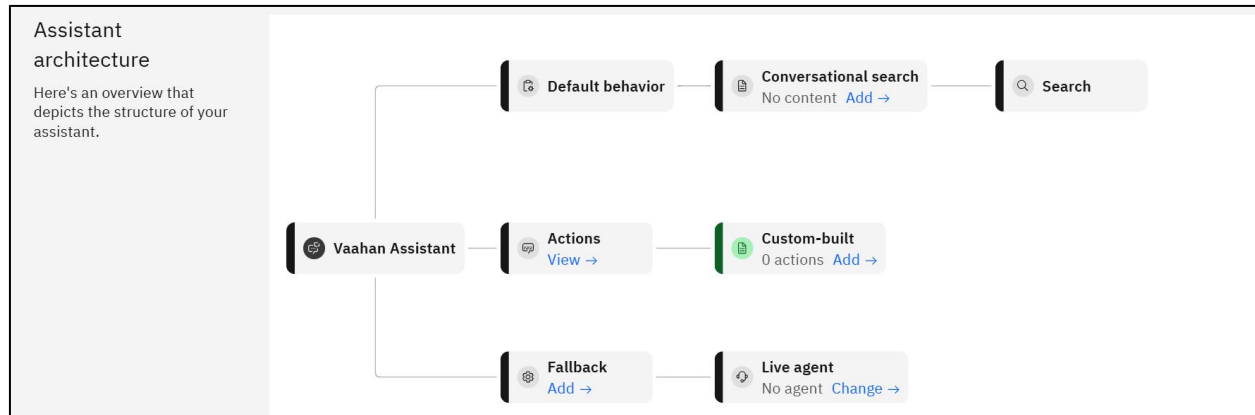 Assistant
architecture
Here's an overview that
depicts the structure of your
assistant.
Default behavior
Conversational search
No content Add →
Search
Vaahan Assistant
Actions
View →
Custom-built
0 actions Add →
Fallback
Add →
Live agent
No agent Change →